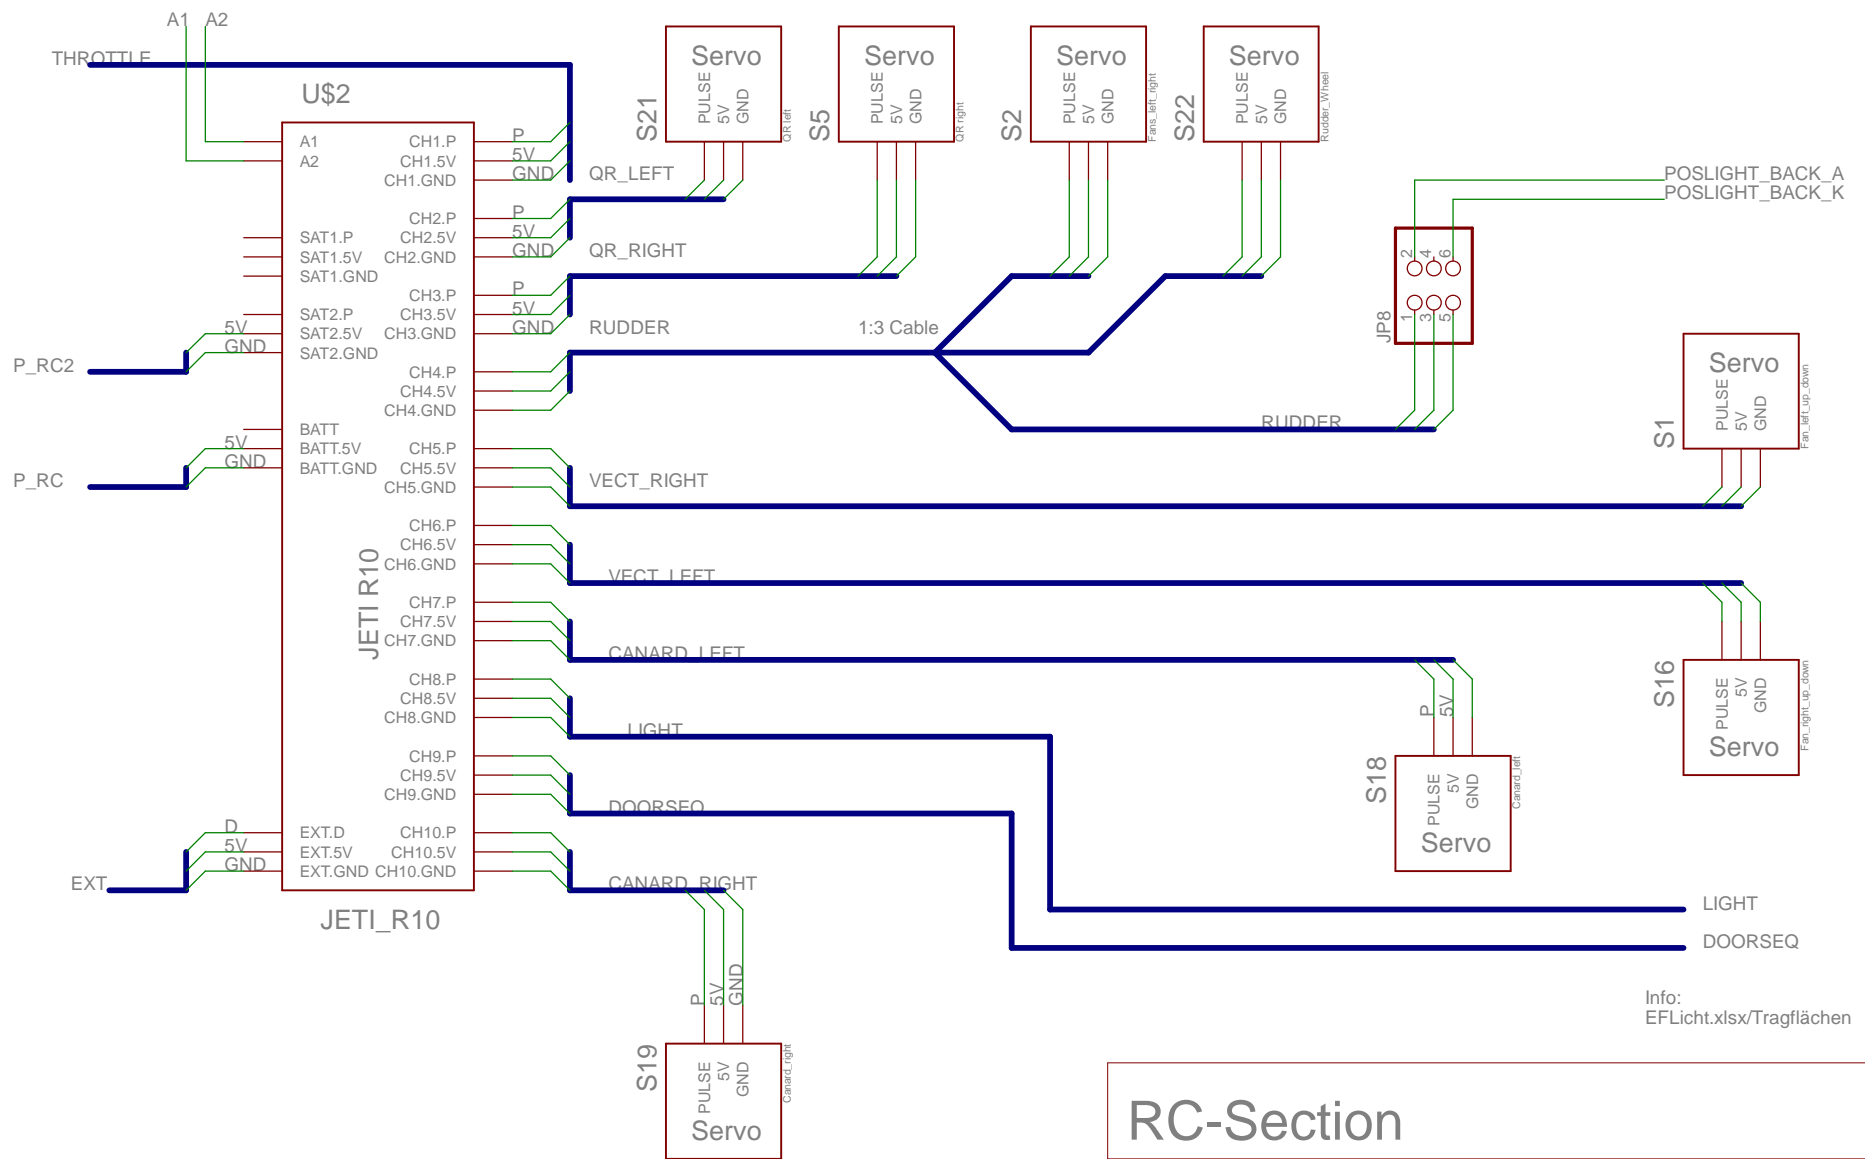 A1 A2
THROTTLE
U$2
A1
A2
SAT1.P
SAT1.5V
SAT1.GND
SAT2.P
SAT2.5V
SAT2.GND
BATT
BATT.5V
BATT.GND
EXT.D
EXT.5V
EXT.GND
CH1.P
CH1.5V
CH1.GND
CH2.P
CH2.5V
CH2.GND
CH3.P
CH3.5V
CH3.GND
CH4.P
CH4.5V
CH4.GND
CH5.P
CH5.5V
CH5.GND
CH6.P
CH6.5V
CH6.GND
CH7.P
CH7.5V
CH7.GND
CH8.P
CH8.5V
CH8.GND
CH9.P
CH9.5V
CH9.GND
CH10.P
CH10.5V
CH10.GND
JETI R10
JETI_R10
5V
GND
P_RC2
5V
GND
P_RC
D
5V
GND
EXT
P
5V
GND
QR_LEFT
P
5V
GND
QR_RIGHT
P
5V
GND
RUDDER
1:3 Cable
RUDDER
VECT_RIGHT
VECT_LEFT
CANARD_LEFT
LIGHT
DOORSEQ
CANARD_RIGHT
S21
Servo
PULSE
5V
GND
QR left
S5
Servo
PULSE
5V
GND
QR right
S2
Servo
PULSE
5V
GND
Fans_left_right
S22
Servo
PULSE
5V
GND
Rudder_Wheel
POSLIGHT_BACK_A
POSLIGHT_BACK_K
JP8
2
4
6
1
3
5
S1
Servo
PULSE
5V
GND
Fan_left_up_down
S16
PULSE
5V
GND
Servo
Fan_right_up_down
P
5V
S18
PULSE
5V
GND
Servo
Canard_left
P
5V
GND
S19
PULSE
5V
GND
Servo
Canard_right
LIGHT
DOORSEQ
Info:
EFLicht.xlsx/Tragflächen
RC-Section